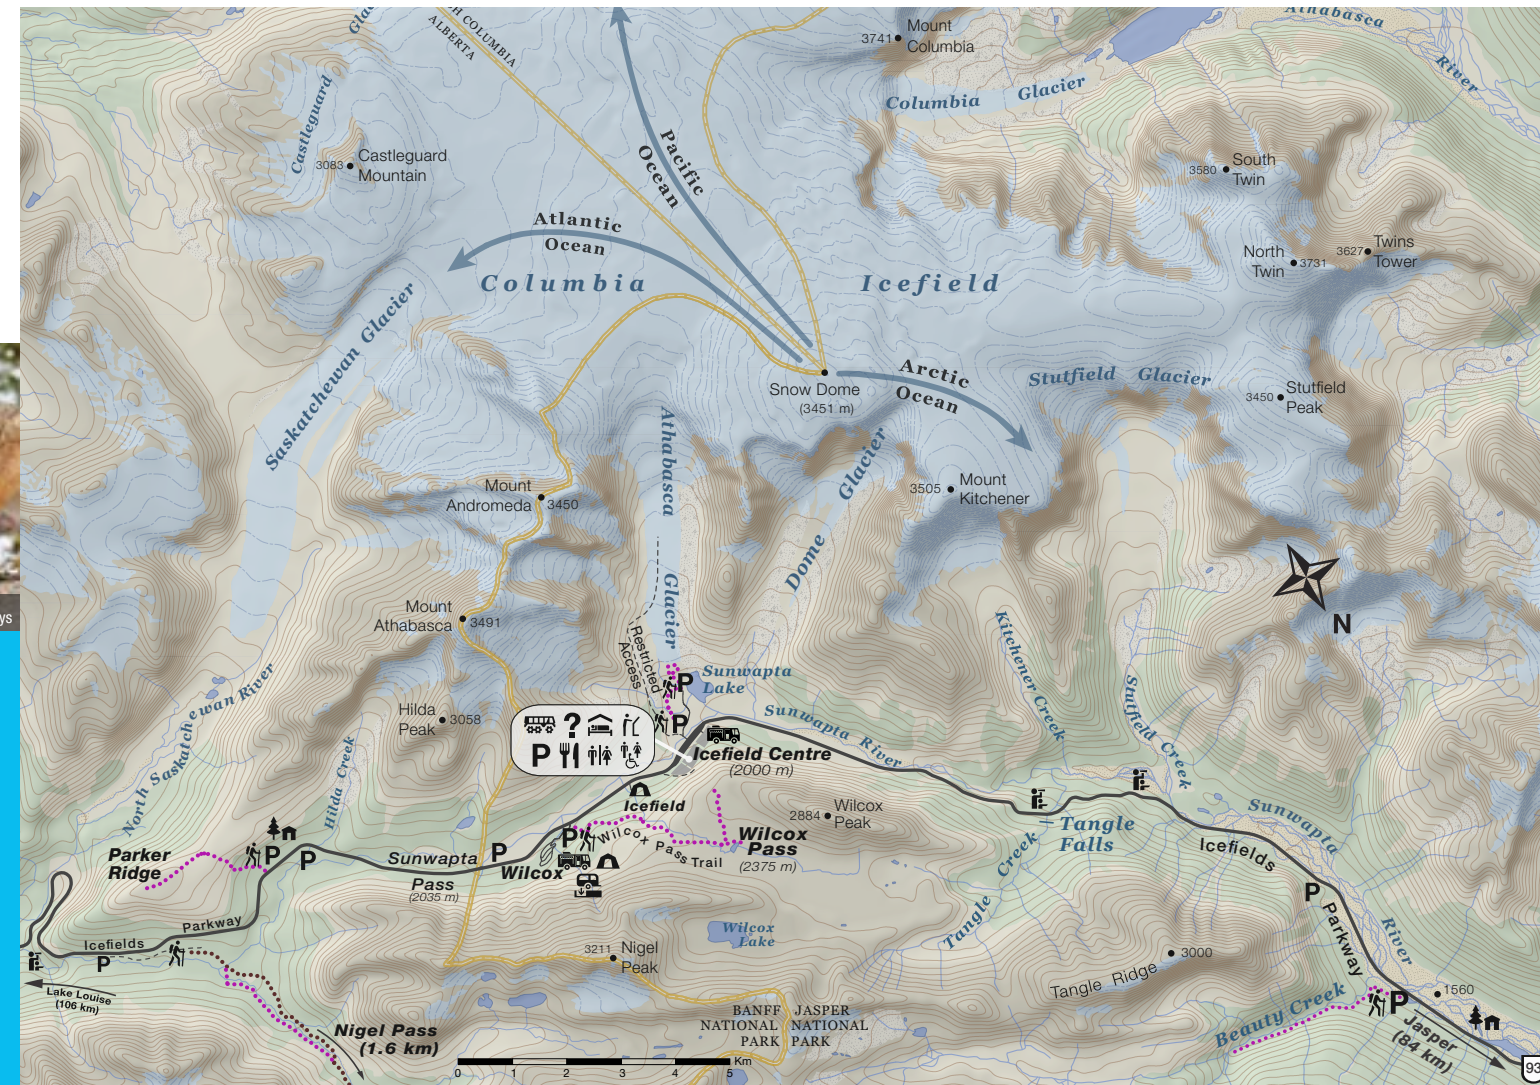 Glac
H COLUMBIA
ALBERTA
Mount
Columbia
3741
Athabasca
River
Columbia Glacier
Castleguard
3083
Castleguard
Mountain
Pacific
Ocean
Atlantic
Ocean
South
Twin
3580
North
Twin
3731
3627
Twins
Tower
Columbia Icefield
Saskatchewan Glacier
Snow Dome
(3451 m)
Arctic
Ocean
Stutfield Glacier
3450
Stutfield
Peak
Athabasca
Glacier
Dome Glacier
3505
Mount
Kitchener
Mount
Andromeda
3450
Mount
Athabasca
3491
ys
N
Restricted
Access
P
Sunwapta
Lake
Kitchener Creek
Stutfield Creek
North Saskatchewan River
Hilda
Peak
3058
Hilda Creek
?
P
P
Sunwapta River
Icefield Centre
(2000 m)
Icefield
2884
Wilcox
Peak
Wilcox Pass Trail
Wilcox
Pass
(2375 m)
Tangle
Falls
Tangle Creek
Sunwapta
River
Icefields
Parkway
P
Parker
Ridge
P
P
Sunwapta
Pass
(2035 m)
P
P
Wilcox
Wilcox
Lake
Icefields
Parkway
P
Lake Louise
(106 km)
3211
Nigel
Peak
Tangle Ridge
3000
Nigel Pass
(1.6 km)
BANFF
NATIONAL
PARK
JASPER
NATIONAL
PARK
Beauty Creek
P
1560
Jasper
(84 km)
93
0 1 2 3 4 5 Km